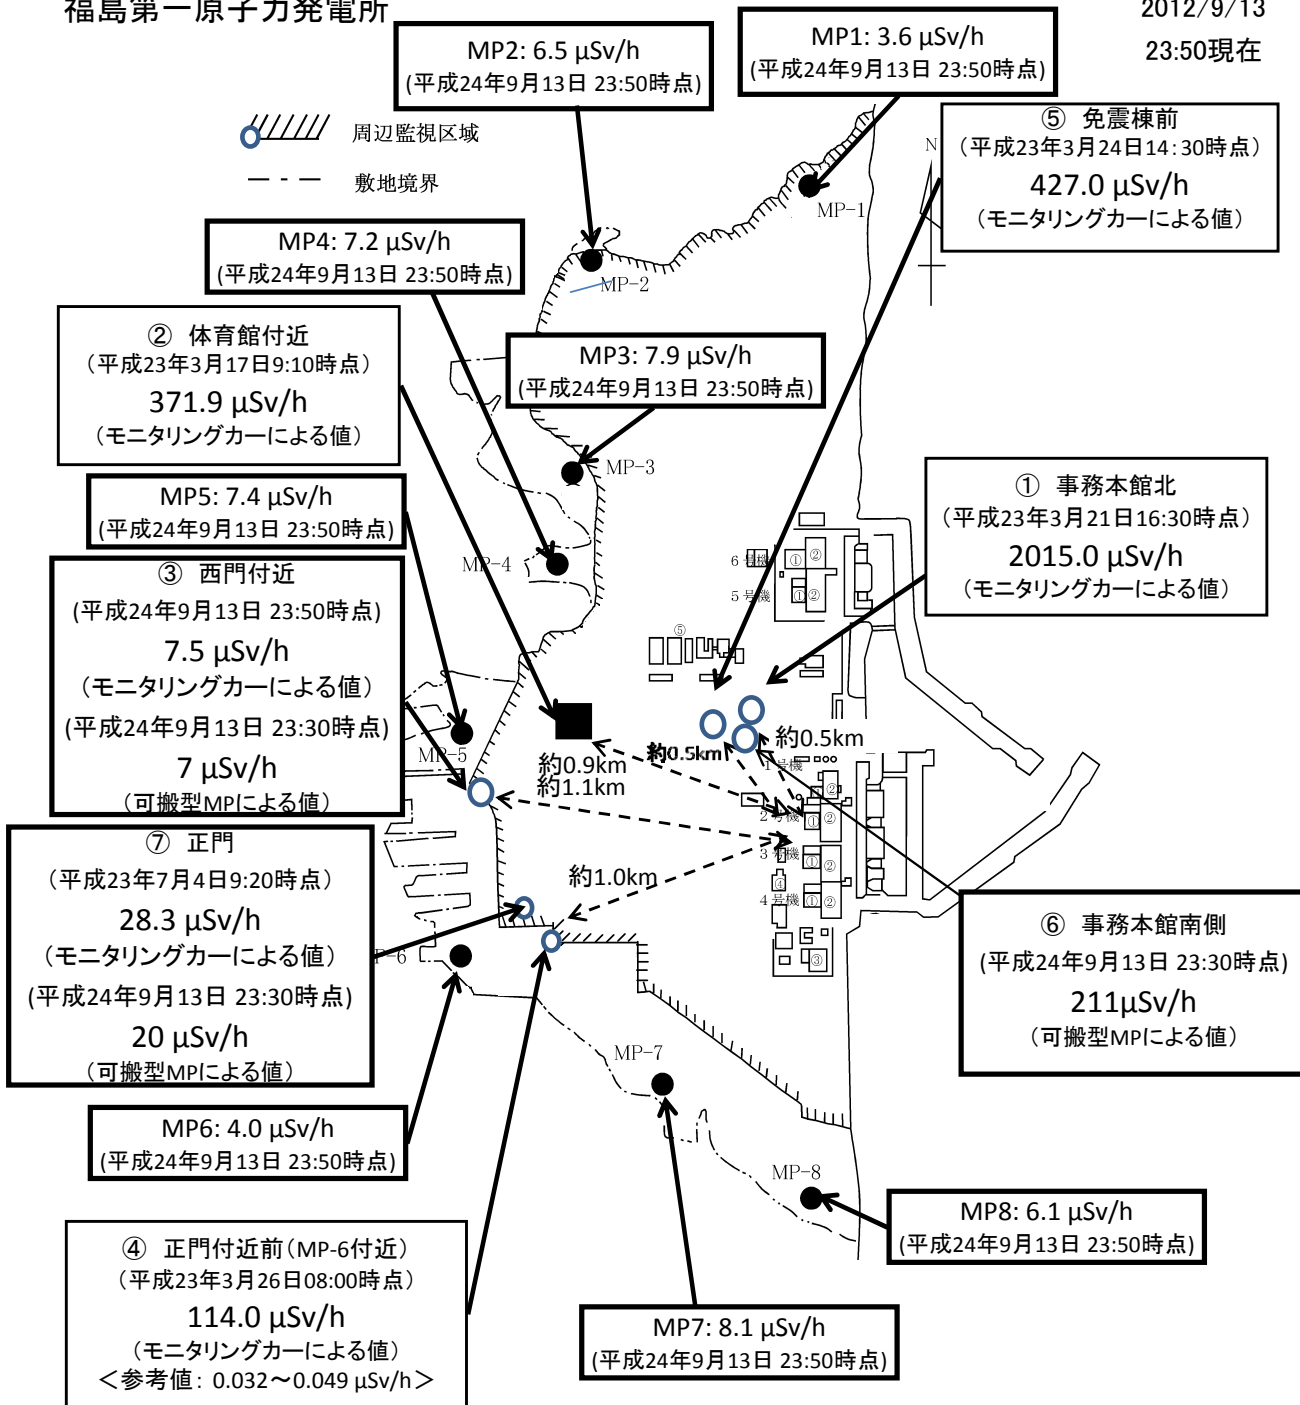 福島第一原子力発電所
2012/9/13
23:50現在
MP2: 6.5 μSv/h
(平成24年9月13日 23:50時点)
MP1: 3.6 μSv/h
(平成24年9月13日 23:50時点)
周辺監視区域
敷地境界
⑤ 免震棟前
(平成23年3月24日14:30時点)
427.0 μSv/h
(モニタリングカーによる値)
N
MP-1
MP4: 7.2 μSv/h
(平成24年9月13日 23:50時点)
MP-2
② 体育館付近
(平成23年3月17日9:10時点)
371.9 μSv/h
(モニタリングカーによる値)
MP3: 7.9 μSv/h
(平成24年9月13日 23:50時点)
MP-3
MP5: 7.4 μSv/h
(平成24年9月13日 23:50時点)
① 事務本館北
(平成23年3月21日16:30時点)
2015.0 μSv/h
(モニタリングカーによる値)
MP-4
6号機
① ②
5号機
① ②
③ 西門付近
(平成24年9月13日 23:50時点)
7.5 μSv/h
(モニタリングカーによる値)
(平成24年9月13日 23:30時点)
7 μSv/h
(可搬型MPによる値)
⑤
MP-5
約0.9km
約1.1km
約0.5km
約0.5km
1号機
②
2号機
① ②
3号機
① ②
④
4号機
① ②
③
約1.0km
⑦ 正門
(平成23年7月4日9:20時点)
28.3 μSv/h
(モニタリングカーによる値)
(平成24年9月13日 23:30時点)
20 μSv/h
(可搬型MPによる値)
P-6
⑥ 事務本館南側
(平成24年9月13日 23:30時点)
211μSv/h
(可搬型MPによる値)
MP-7
MP6: 4.0 μSv/h
(平成24年9月13日 23:50時点)
MP-8
MP8: 6.1 μSv/h
(平成24年9月13日 23:50時点)
④ 正門付近前(MP-6付近)
(平成23年3月26日08:00時点)
114.0 μSv/h
(モニタリングカーによる値)
<参考値: 0.032~0.049 μSv/h>
MP7: 8.1 μSv/h
(平成24年9月13日 23:50時点)